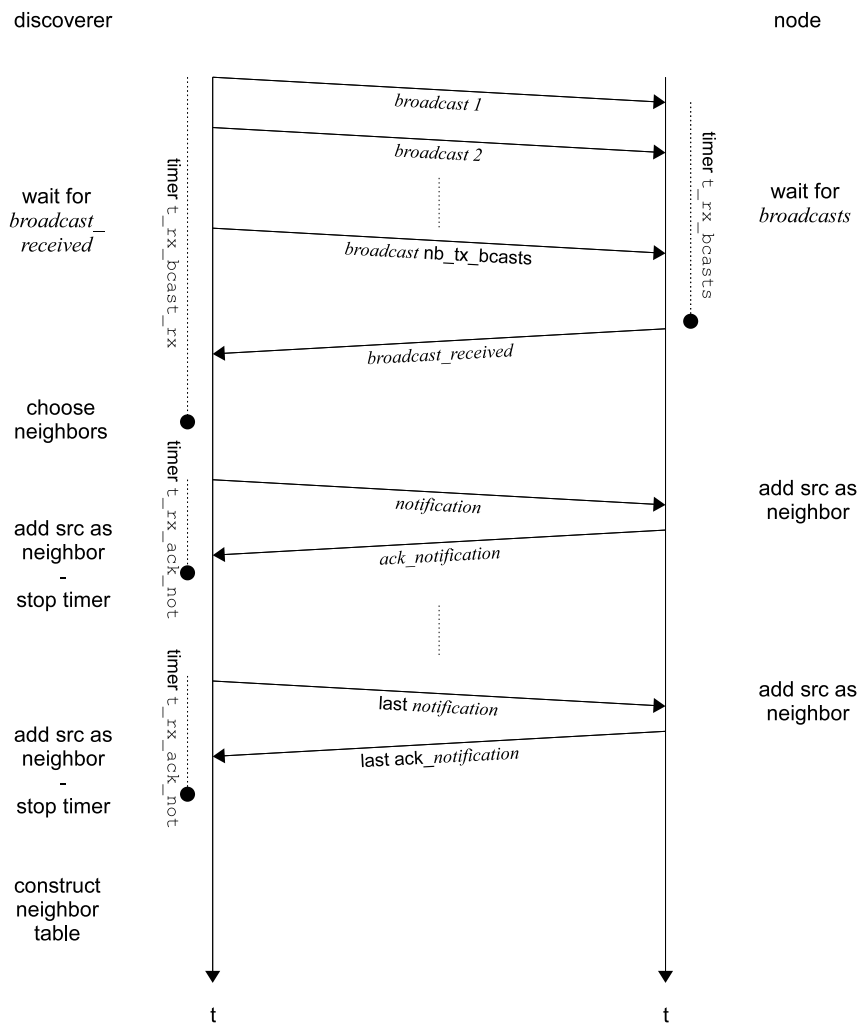 discoverer
node
broadcast 1
broadcast 2
timer t_rx_bcast_rx
timer t_rx_bcasts
wait for
broadcast_
received
wait for
broadcasts
broadcast nb_tx_bcasts
broadcast_received
choose
neighbors
timer t_rx_ack_not
notification
add src as
neighbor
add src as
neighbor
-
stop timer
ack_notification
timer t_rx_ack_not
last notification
add src as
neighbor
add src as
neighbor
-
stop timer
last ack_notification
construct
neighbor
table
t
t